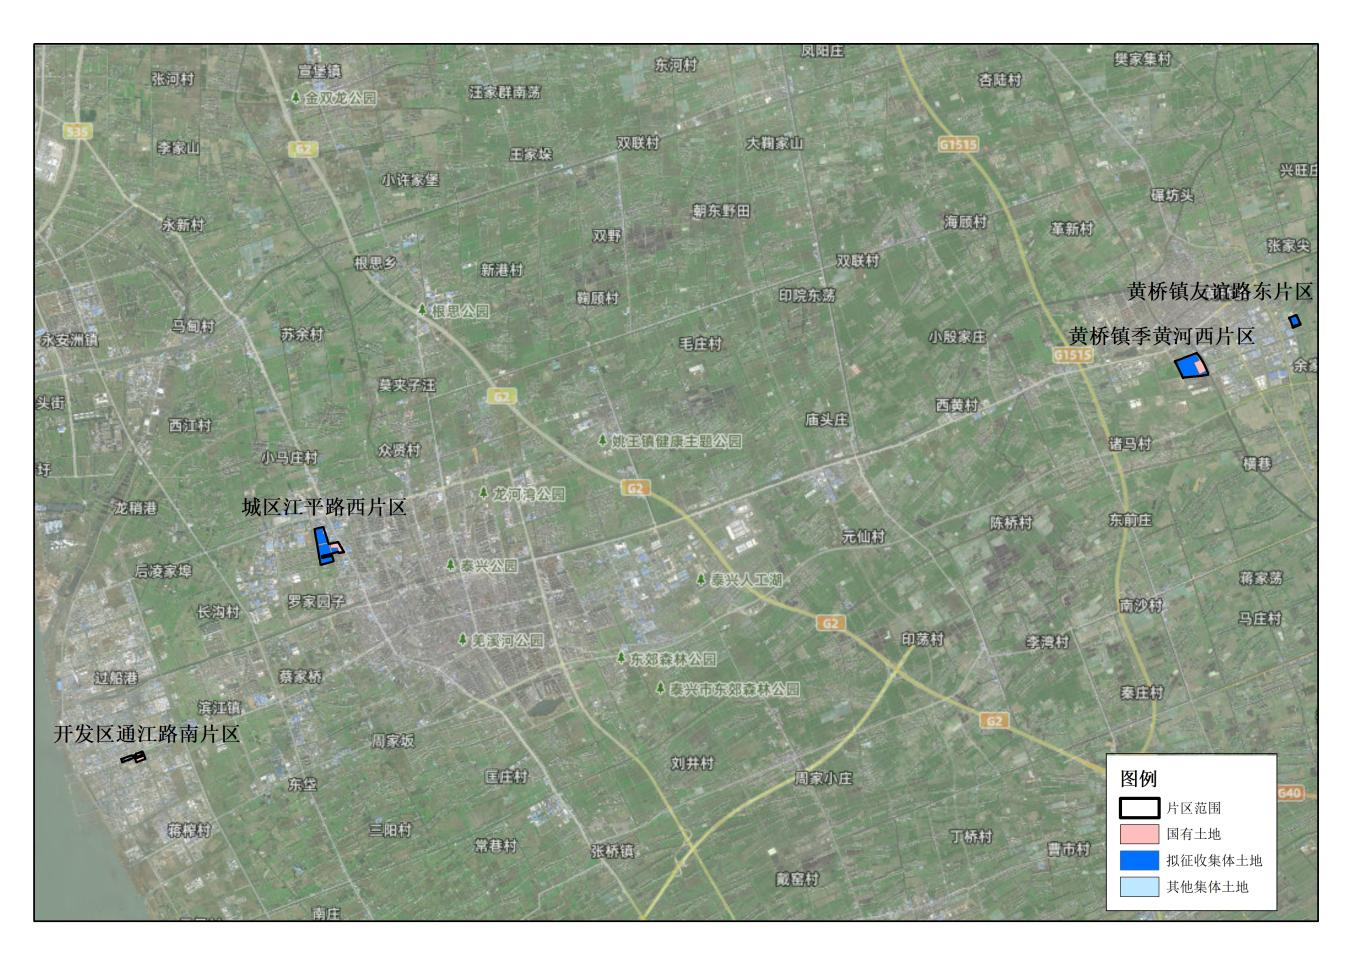 凤阳庄
樊家集村
东河村
宣堡镇
张河村
杏陆村
汪家群南荡
金双龙公园
S35
李家山
G2
王家垛
双联村
大鞠家山
G1515
兴旺庄
小许家堡
碾坊头
朝东野田
永新村
海顾村
革新村
双野
张家尖
根思乡
新港村
双联村
鞠顾村
印院东荡
黄桥镇友谊路东片区
根思公园
马甸村
苏余村
永安洲镇
毛庄村
小殷家庄
黄桥镇季黄河西片区
G1515
莫夹子汪
G2
头街
西江村
西黄村
庙头庄
姚王镇健康主题公园
诸马村
众贤村
小马庄村
横巷
圩
G2
龙河湾公园
城区江平路西片区
龙稍港
陈桥村
东前庄
元仙村
泰兴公园
后凌家埠
泰兴人工湖
蒋家荡
罗家园子
长沟村
南沙村
马庄村
G2
羌溪河公园
印荡村
李湾村
东郊森林公园
过船港
蔡家桥
泰兴市东郊森林公园
秦庄村
滨江镇
G2
开发区通江路南片区
周家坂
刘井村
匡庄村
周家小庄
东垈
图例
片区范围
国有土地
拟征收集体土地
其他集体土地
G40
蒋榨村
三阳村
常巷村
张桥镇
丁桥村
曹市村
戴窑村
南庄